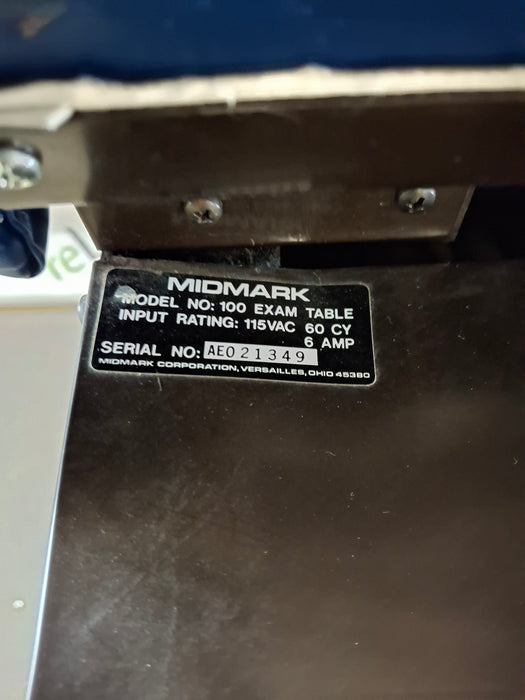 MIDMARK
MODEL NO: 100 EXAM TABLE
INPUT RATING: 115VAC 60 CY
6 AMP
SERIAL NO: AE021349
MIDMARK CORPORATION, VERSAILLES, OHIO 45380